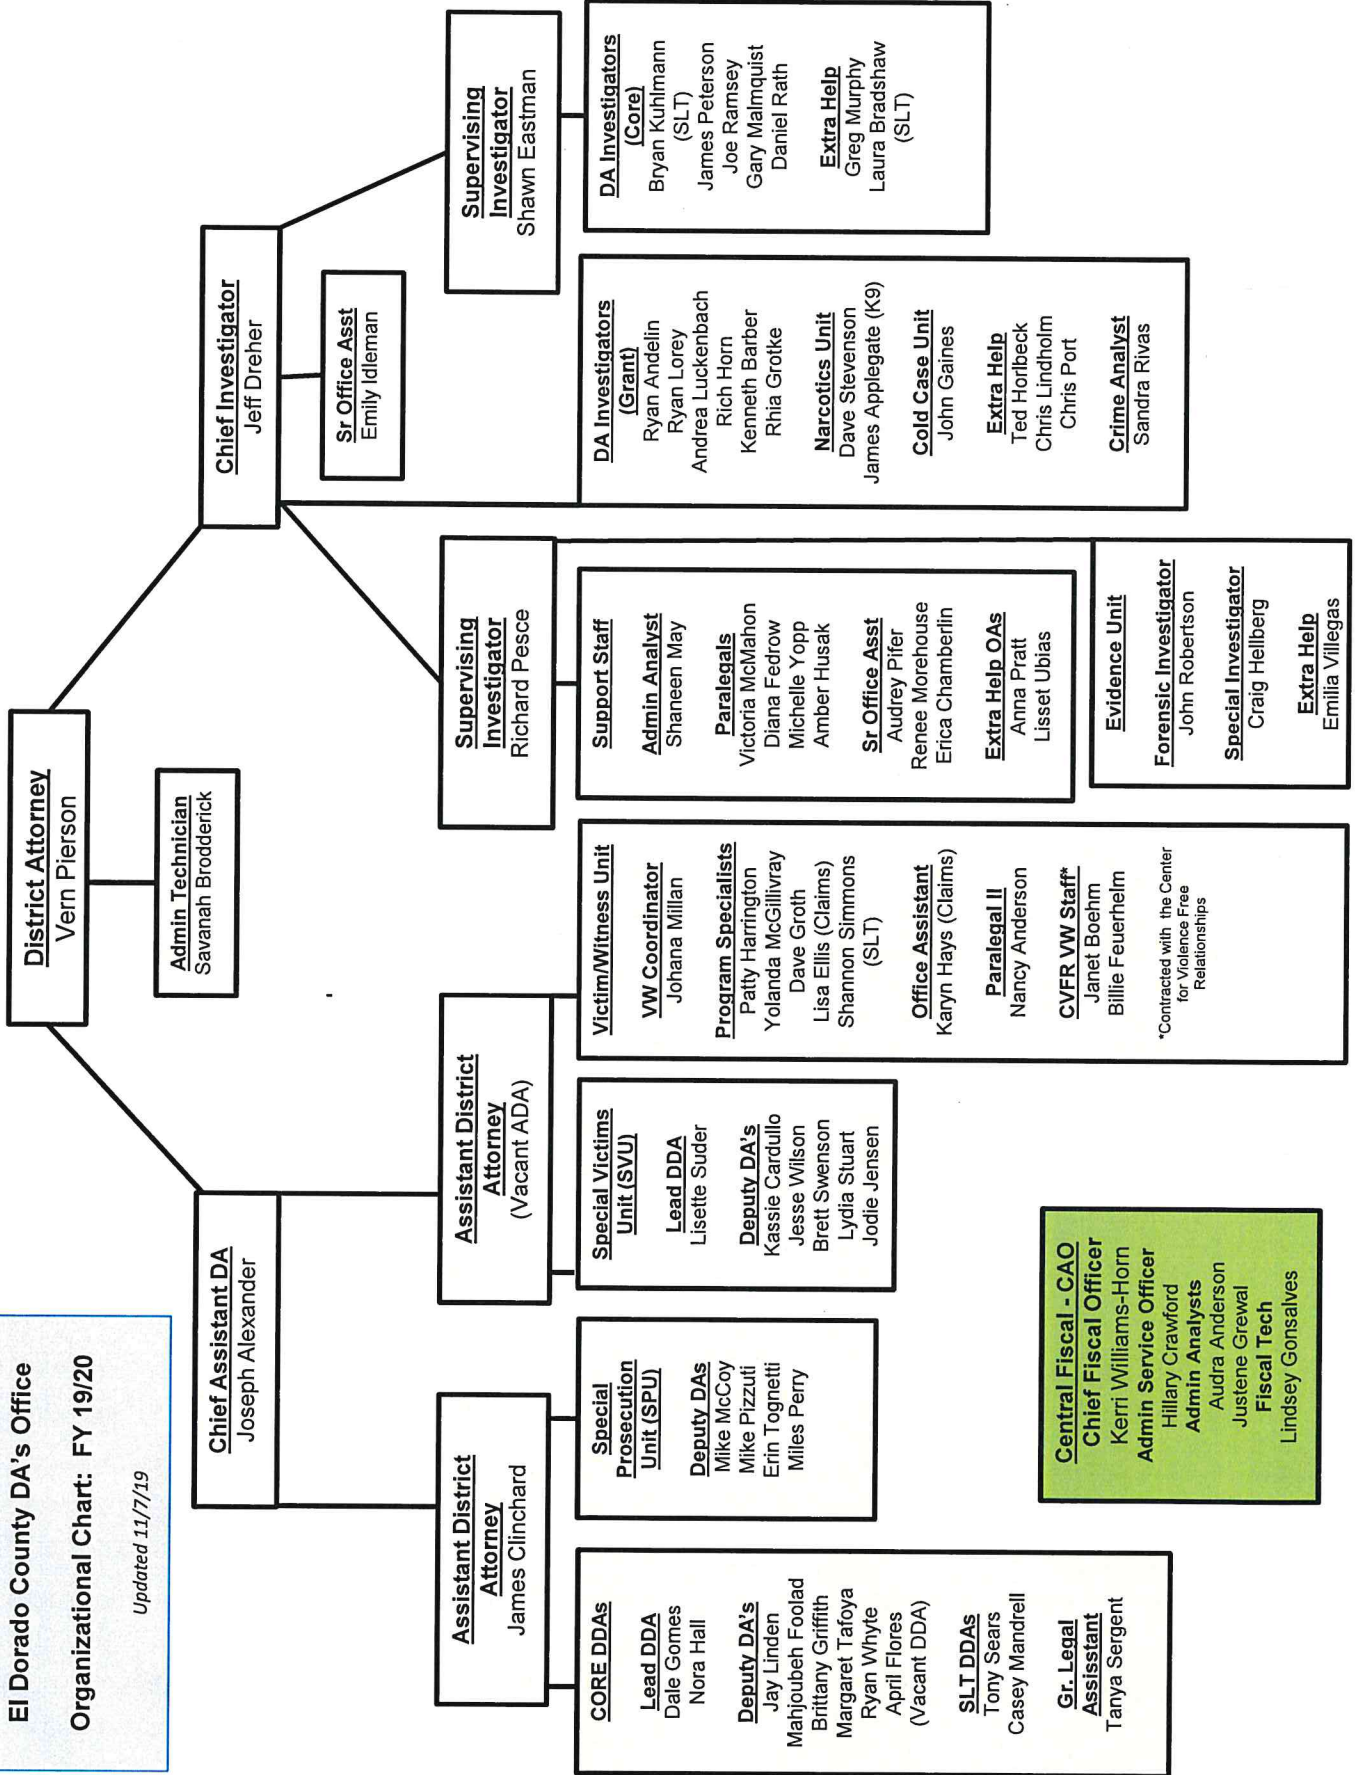 El Dorado County DA's Office
Organizational Chart: FY 19/20
Updated 11/7/19
District Attorney
Vern Pierson
Admin Technician
Savanah Brodderick
Chief Assistant DA
Joseph Alexander
Chief Investigator
Jeff Dreher
Sr Office Asst
Emily Idleman
Assistant District
Attorney
James Clinchard
Assistant District
Attorney
(Vacant ADA)
Supervising
Investigator
Richard Pesce
Supervising
Investigator
Shawn Eastman
CORE DDAs
Lead DDA
Dale Gomes
Nora Hall
Deputy DA's
Jay Linden
Mahjoubeh Foolad
Brittany Griffith
Margaret Tafoya
Ryan Whyte
April Flores
(Vacant DDA)
SLT DDAs
Tony Sears
Casey Mandrell
Gr. Legal
Assisstant
Tanya Sergent
Special
Prosecution
Unit (SPU)
Deputy DAs
Mike McCoy
Mike Pizzuti
Erin Tognetti
Miles Perry
Special Victims
Unit (SVU)
Lead DDA
Lisette Suder
Deputy DA's
Kassie Cardullo
Jesse Wilson
Brett Swenson
Lydia Stuart
Jodie Jensen
Victim/Witness Unit
VW Coordinator
Johana Millan
Program Specialists
Patty Harrington
Yolanda McGillivray
Dave Groth
Lisa Ellis (Claims)
Shannon Simmons
(SLT)
Office Assistant
Karyn Hays (Claims)
Paralegal II
Nancy Anderson
CVFR VW Staff*
Janet Boehm
Billie Feuerhelm
*Contracted with the Center
for Violence Free
Relationships
Support Staff
Admin Analyst
Shaneen May
Paralegals
Victoria McMahon
Diana Fedrow
Michelle Yopp
Amber Husak
Sr Office Asst
Audrey Pifer
Renee Morehouse
Erica Chamberlin
Extra Help OAs
Anna Pratt
Lisset Ubias
Evidence Unit
Forensic Investigator
John Robertson
Special Investigator
Craig Hellberg
Extra Help
Emilia Villegas
DA Investigators
(Grant)
Ryan Andelin
Ryan Lorey
Andrea Luckenbach
Rich Horn
Kenneth Barber
Rhia Grotke
Narcotics Unit
Dave Stevenson
James Applegate (K9)
Cold Case Unit
John Gaines
Extra Help
Ted Horlbeck
Chris Lindholm
Chris Port
Crime Analyst
Sandra Rivas
DA Investigators
(Core)
Bryan Kuhlmann
(SLT)
James Peterson
Joe Ramsey
Gary Malmquist
Daniel Rath
Extra Help
Greg Murphy
Laura Bradshaw
(SLT)
Central Fiscal - CAO
Chief Fiscal Officer
Kerri Williams-Horn
Admin Service Officer
Hillary Crawford
Admin Analysts
Audra Anderson
Justene Grewal
Fiscal Tech
Lindsey Gonsalves